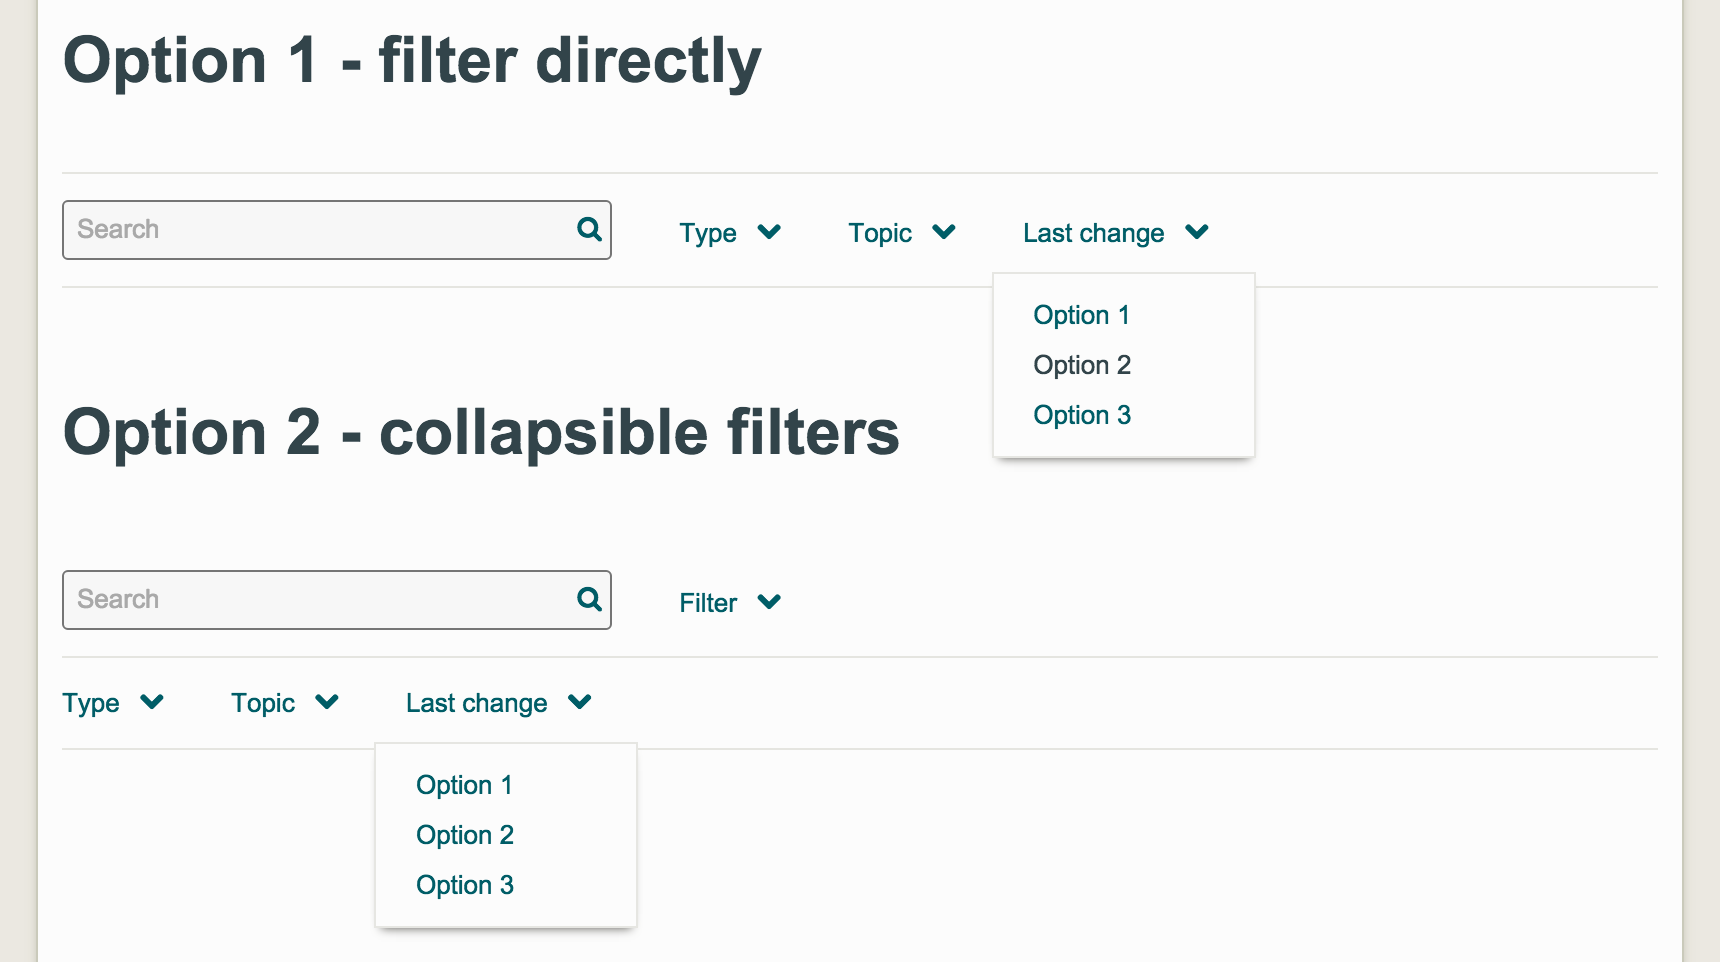 Option 1 - filter directly
Search Type Topic Last change
Option 1
Option 2
Option 3
Option 2 - collapsible filters
Search Filter
Type Topic Last change
Option 1
Option 2
Option 3